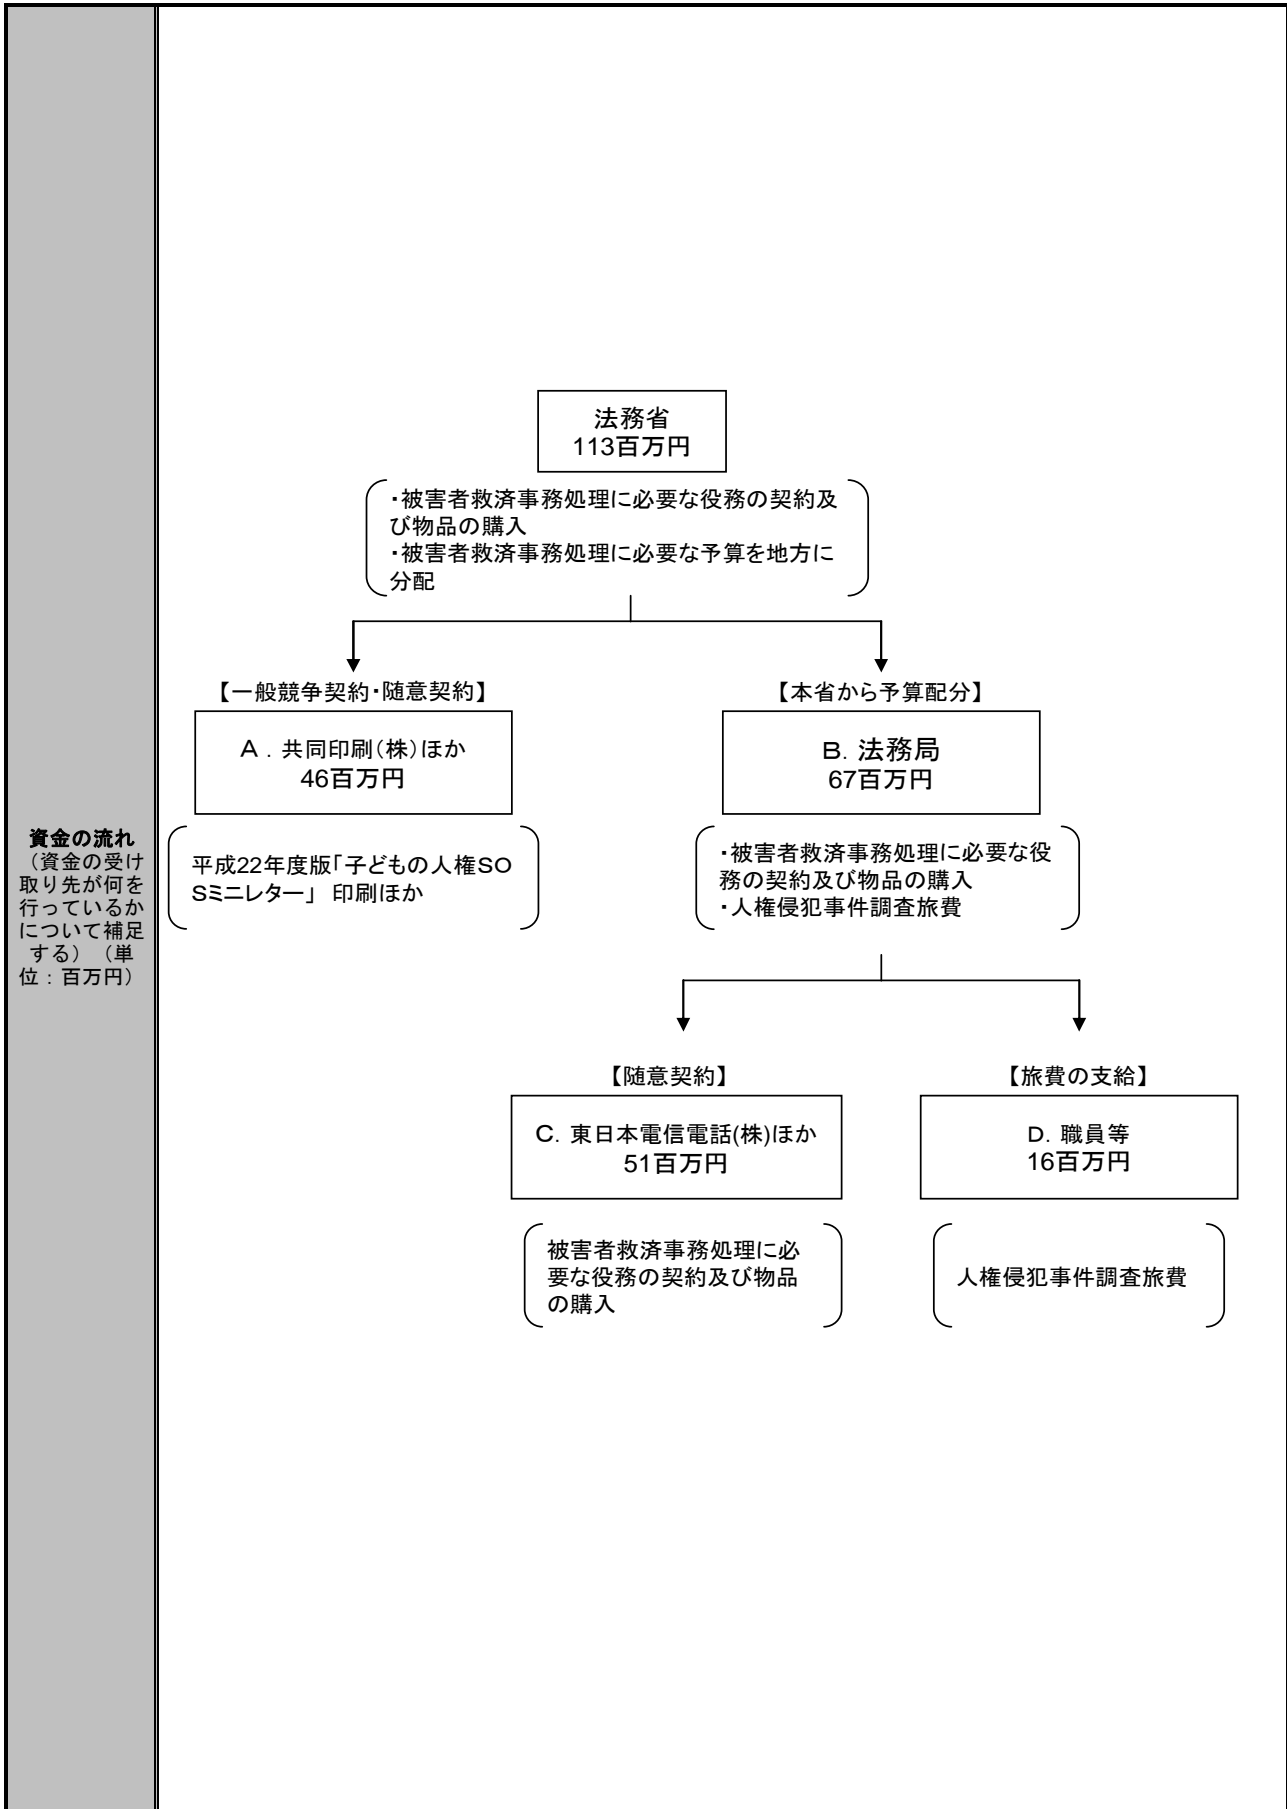 資金の流れ
（資金の受け
取り先が何を
行っているか
について補足
する）（単
位：百万円）
法務省
113百万円
・被害者救済事務処理に必要な役務の契約及
び物品の購入
・被害者救済事務処理に必要な予算を地方に
分配
【一般競争契約・随意契約】
【本省から予算配分】
A．共同印刷（株）ほか
46百万円
B. 法務局
67百万円
平成22年度版「子どもの人権SO
Sミニレター」 印刷ほか
・被害者救済事務処理に必要な役
務の契約及び物品の購入
・人権侵犯事件調査旅費
【随意契約】
【旅費の支給】
C. 東日本電信電話(株)ほか
51百万円
D. 職員等
16百万円
被害者救済事務処理に必
要な役務の契約及び物品
の購入
人権侵犯事件調査旅費